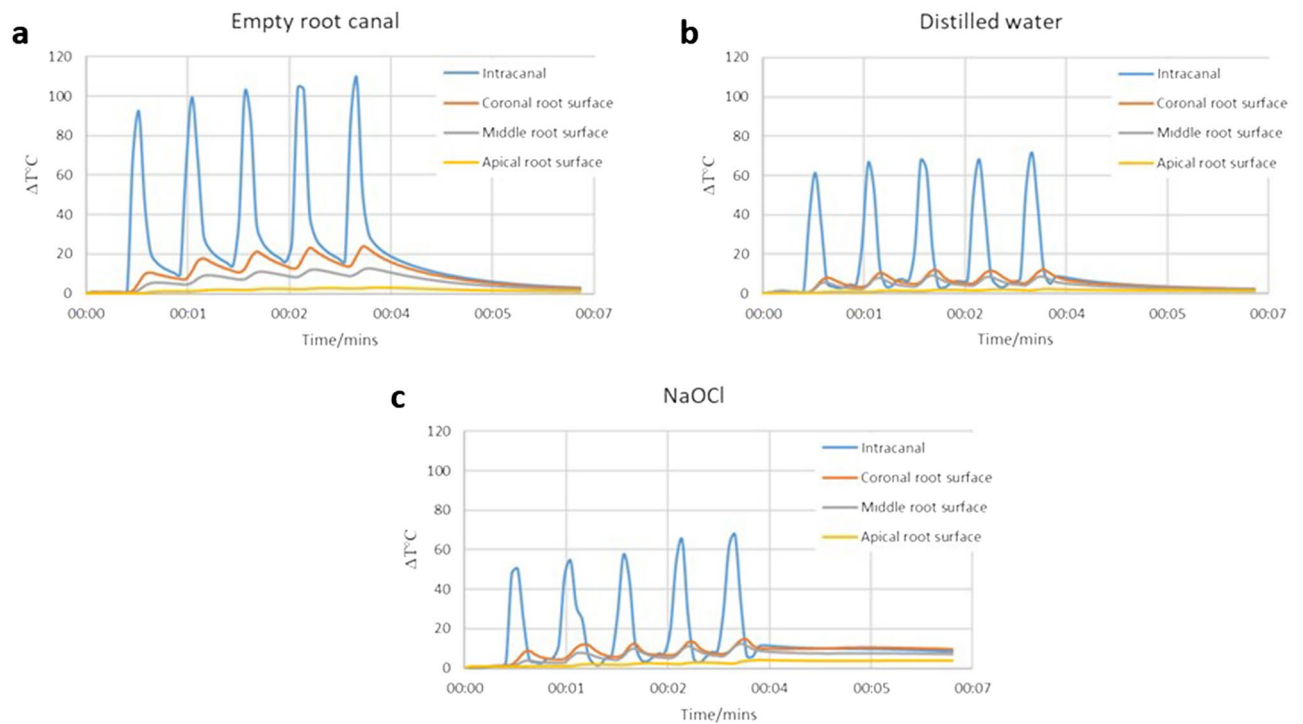 a
Empty root canal
120
100
80
60
40
20
0
ΔT°C
00:00
00:01
00:02
00:04
00:05
00:07
Time/mins
Intracanal
Coronal root surface
Middle root surface
Apical root surface
b
Distilled water
120
100
80
60
40
20
0
ΔT°C
00:00
00:01
00:02
00:04
00:05
00:07
Time/mins
Intracanal
Coronal root surface
Middle root surface
Apical root surface
c
NaOCl
120
100
80
60
40
20
0
ΔT°C
00:00
00:01
00:02
00:04
00:05
00:07
Time/mins
Intracanal
Coronal root surface
Middle root surface
Apical root surface